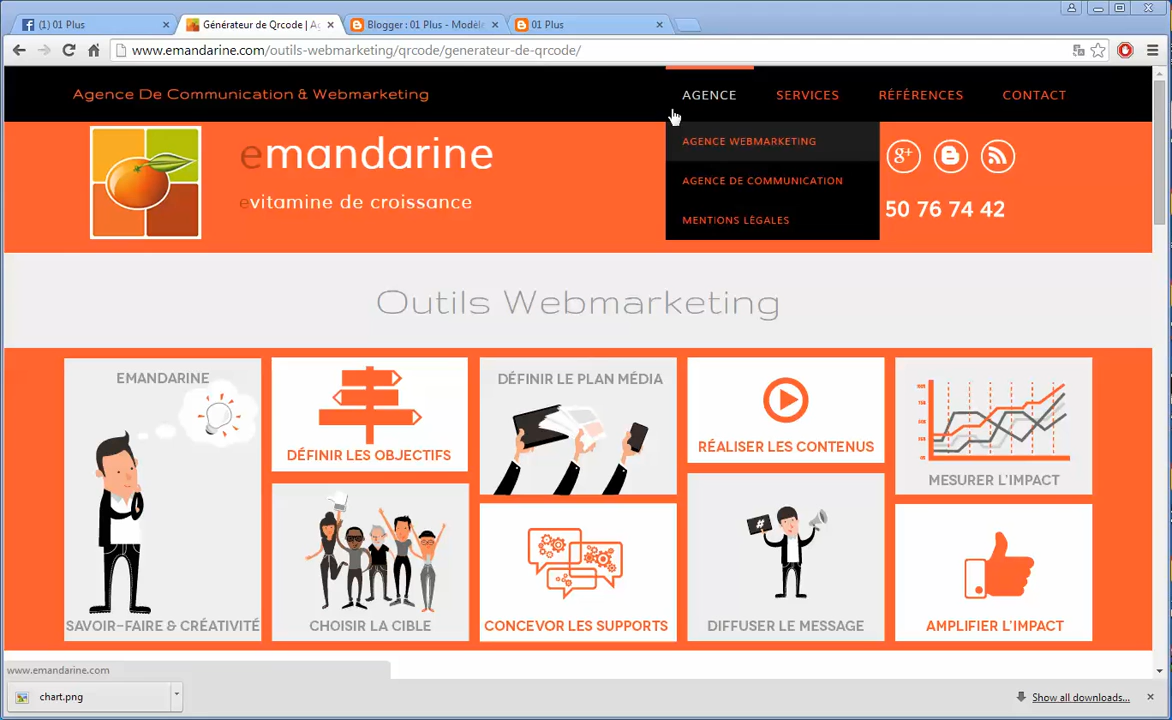 (1) 01 Plus
Générateur de Qrcode | Ag
Blogger : 01 Plus - Modèle
01 Plus
www.emandarine.com/outils-webmarketing/qrcode/generateur-de-qrcode/
Agence De Communication & Webmarketing
AGENCE
SERVICES
RÉFÉRENCES
CONTACT
AGENCE WEBMARKETING
AGENCE DE COMMUNICATION
MENTIONS LÉGALES
emandarine
evitamine de croissance
g+
50 76 74 42
Outils Webmarketing
EMANDARINE
SAVOIR-FAIRE & CRÉATIVITÉ
DÉFINIR LES OBJECTIFS
CHOISIR LA CIBLE
DÉFINIR LE PLAN MÉDIA
CONCEVOR LES SUPPORTS
RÉALISER LES CONTENUS
#
DIFFUSER LE MESSAGE
MESURER L'IMPACT
AMPLIFIER L'IMPACT
www.emandarine.com
chart.png
Show all downloads...